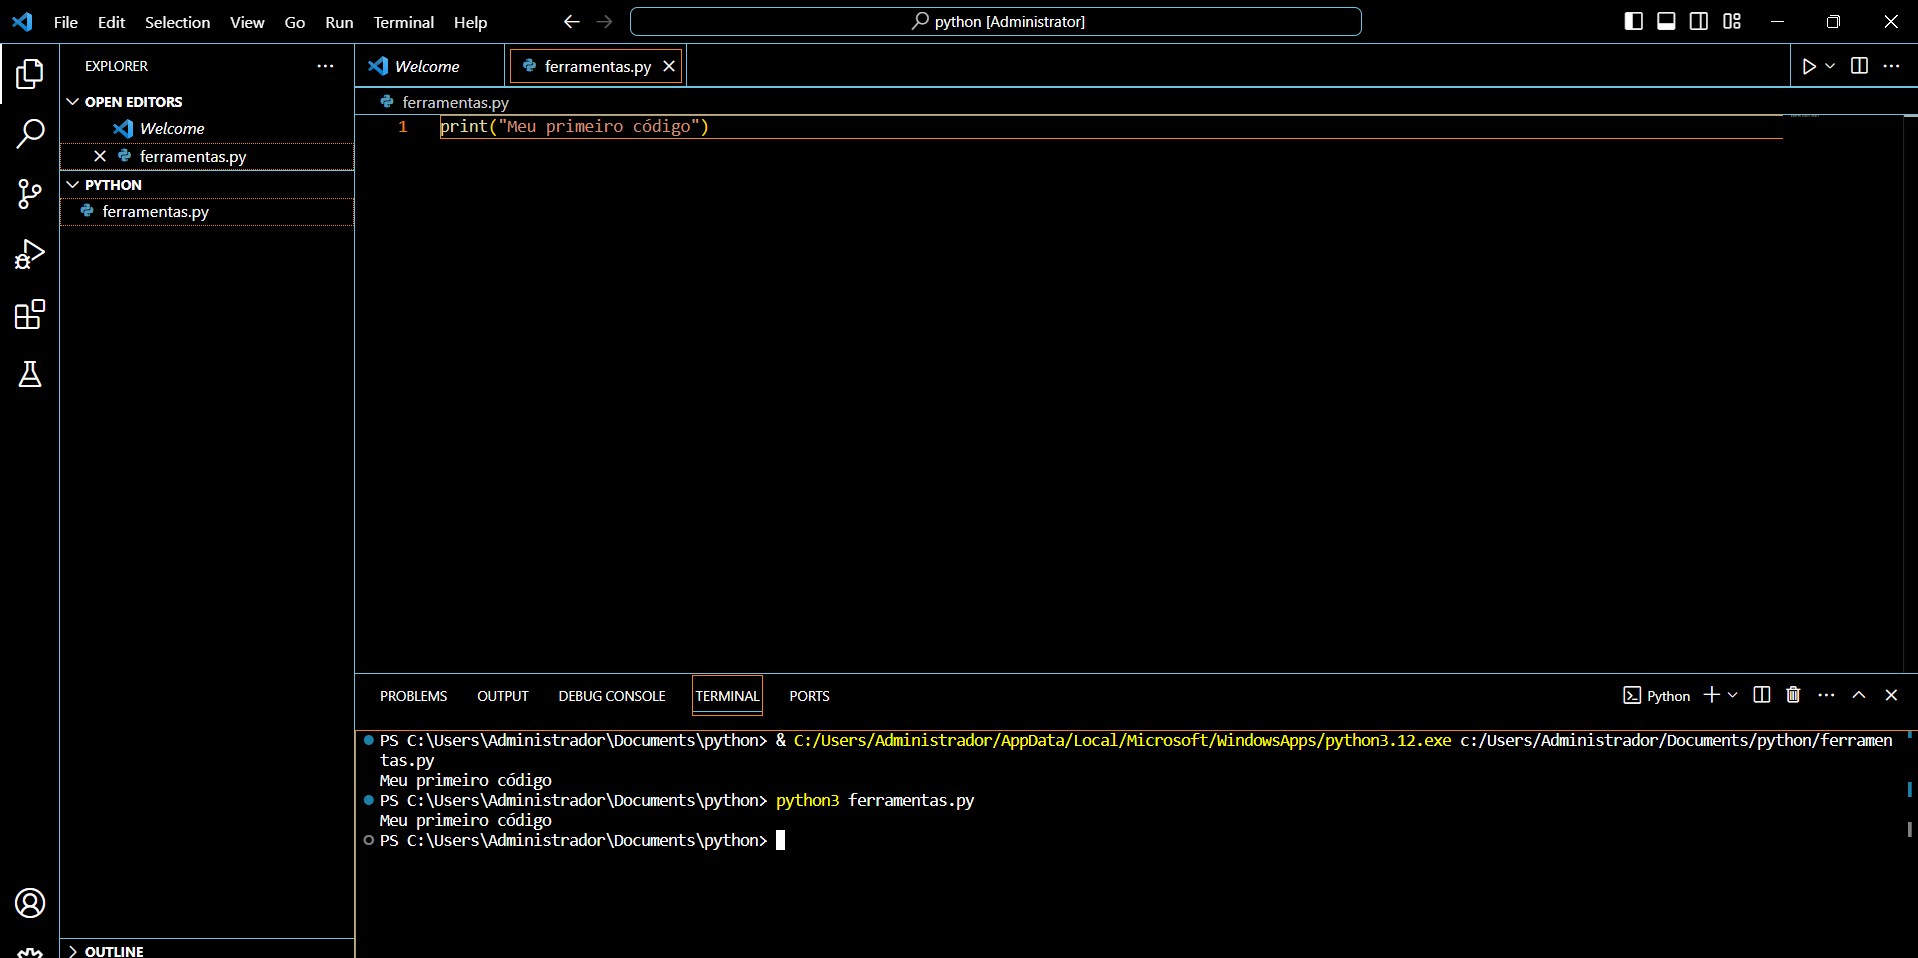 File Edit Selection View Go Run Terminal Help python [Administrator]
EXPLORER
OPEN EDITORS
Welcome
ferramentas.py
PYTHON
ferramentas.py
OUTLINE
Welcome ferramentas.py
ferramentas.py
1 print("Meu primeiro código")
PROBLEMS OUTPUT DEBUG CONSOLE TERMINAL PORTS Python
PS C:\Users\Administrador\Documents\python> & C:/Users/Administrador/AppData/Local/Microsoft/WindowsApps/python3.12.exe c:/Users/Administrador/Documents/python/ferramen
tas.py
Meu primeiro código
PS C:\Users\Administrador\Documents\python> python3 ferramentas.py
Meu primeiro código
PS C:\Users\Administrador\Documents\python>